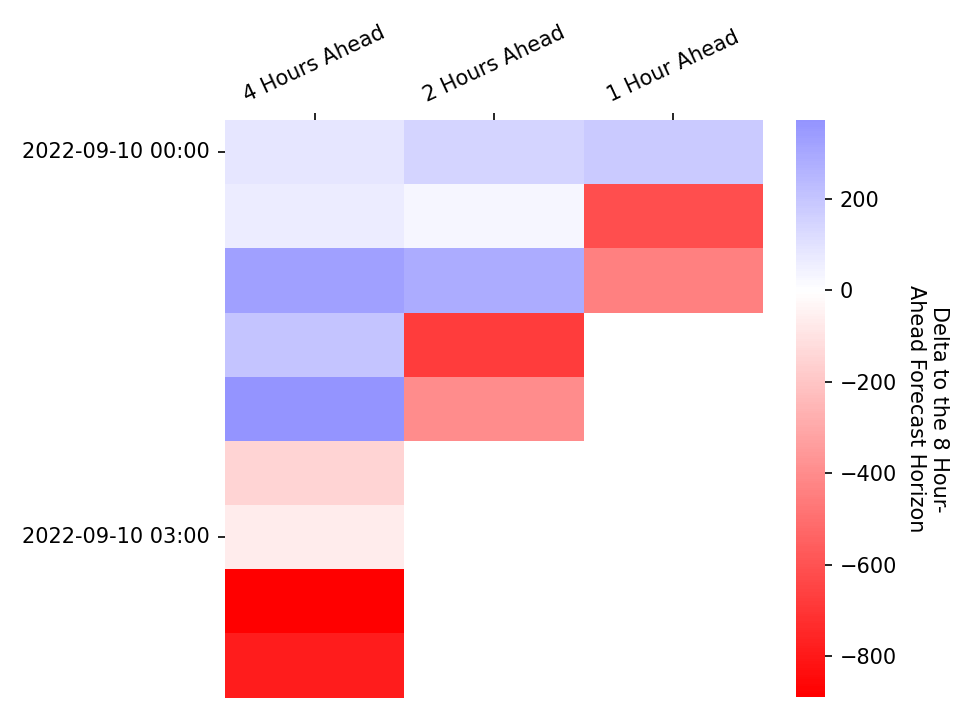 4 Hours Ahead
2 Hours Ahead
1 Hour Ahead
2022-09-10 00:00
2022-09-10 03:00
200
0
−200
−400
−600
−800
Delta to the 8 Hour-
Ahead Forecast Horizon